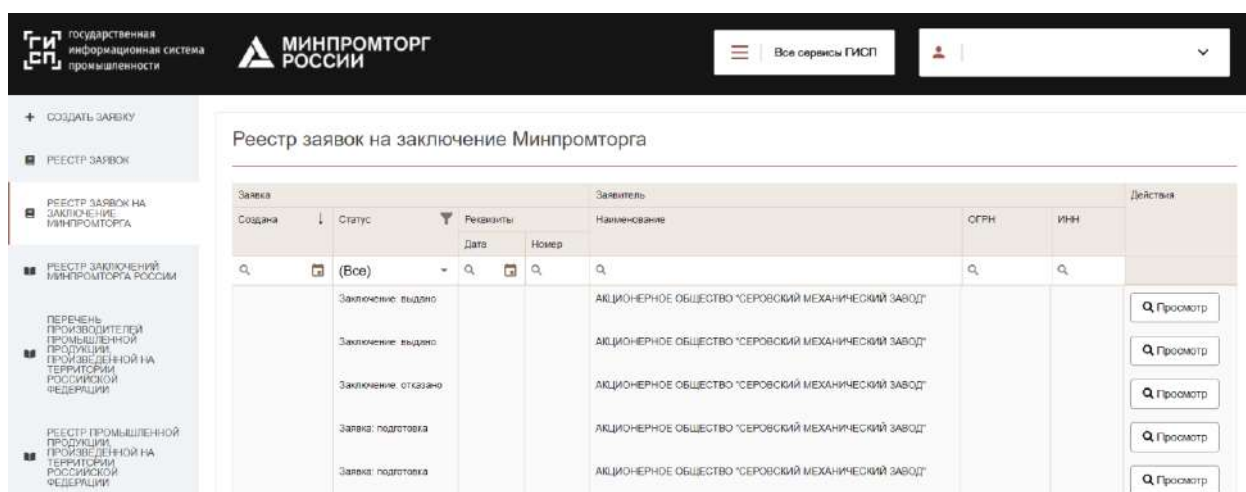 ГИСП
государственная
информационная система
промышленности
МИНПРОМТОРГ
РОССИИ
Все сервисы ГИСП
СОЗДАТЬ ЗАЯВКУ
РЕЕСТР ЗАЯВОК
РЕЕСТР ЗАЯВОК НА
ЗАКЛЮЧЕНИЕ
МИНПРОМТОРГА
РЕЕСТР ЗАКЛЮЧЕНИЙ
МИНПРОМТОРГА РОССИИ
ПЕРЕЧЕНЬ
ПРОИЗВОДИТЕЛЕЙ
ПРОМЫШЛЕННОЙ
ПРОДУКЦИИ,
ПРОИЗВЕДЕННОЙ НА
ТЕРРИТОРИИ
РОССИЙСКОЙ
ФЕДЕРАЦИИ
РЕЕСТР ПРОМЫШЛЕННОЙ
ПРОДУКЦИИ,
ПРОИЗВЕДЕННОЙ НА
ТЕРРИТОРИИ
РОССИЙСКОЙ
ФЕДЕРАЦИИ
Реестр заявок на заключение Минпромторга
Заявка Заявитель Действия
Создана Статус Реквизиты Наименование ОГРН ИНН
Дата Номер
(Все)
Заключение: выдано АКЦИОНЕРНОЕ ОБЩЕСТВО "СЕРОВСКИЙ МЕХАНИЧЕСКИЙ ЗАВОД" Просмотр
Заключение: выдано АКЦИОНЕРНОЕ ОБЩЕСТВО "СЕРОВСКИЙ МЕХАНИЧЕСКИЙ ЗАВОД" Просмотр
Заключение: отказано АКЦИОНЕРНОЕ ОБЩЕСТВО "СЕРОВСКИЙ МЕХАНИЧЕСКИЙ ЗАВОД" Просмотр
Заявка: подготовка АКЦИОНЕРНОЕ ОБЩЕСТВО "СЕРОВСКИЙ МЕХАНИЧЕСКИЙ ЗАВОД" Просмотр
Заявка: подготовка АКЦИОНЕРНОЕ ОБЩЕСТВО "СЕРОВСКИЙ МЕХАНИЧЕСКИЙ ЗАВОД" Просмотр